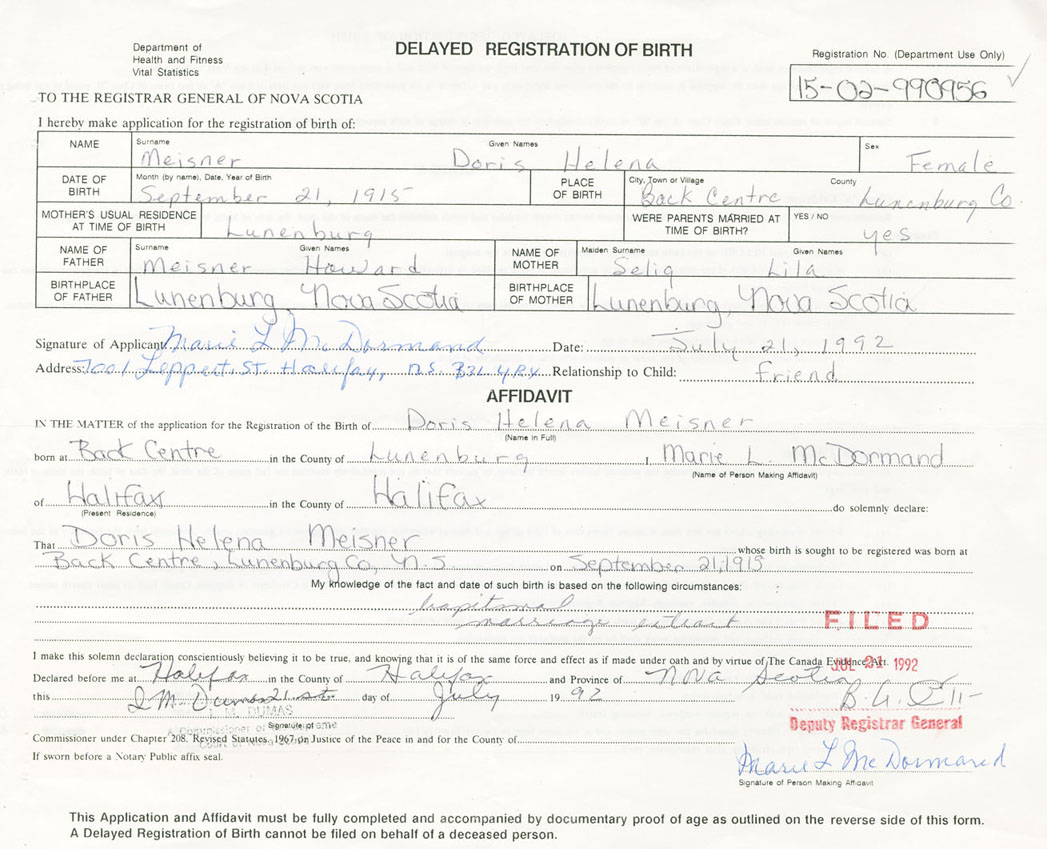 Department of
Health and Fitness
Vital Statistics
DELAYED REGISTRATION OF BIRTH
Registration No. (Department Use Only)
15-02-990956
TO THE REGISTRAR GENERAL OF NOVA SCOTIA
I hereby make application for the registration of birth of:
NAME Surname Meisner Given Names Doris Helena Sex Female
DATE OF BIRTH Month (by name), Date, Year of Birth September 21, 1915 PLACE OF BIRTH City, Town or Village Back Centre County Lunenburg Co.
MOTHER'S USUAL RESIDENCE AT TIME OF BIRTH Lunenburg WERE PARENTS MARRIED AT TIME OF BIRTH? YES / NO yes
NAME OF FATHER Surname Meisner Given Names Howard NAME OF MOTHER Maiden Surname Selig Given Names Lila
BIRTHPLACE OF FATHER Lunenburg, Nova Scotia BIRTHPLACE OF MOTHER Lunenburg, Nova Scotia
Signature of Applicant Marie L McDormand Date: July 21, 1992
Address: 7001 St. Halifax, N.S. B3L Relationship to Child: friend
AFFIDAVIT
IN THE MATTER of the application for the Registration of the Birth of Doris Helena Meisner
(Name in Full)
born at Back Centre in the County of Lunenburg I, Marie L. McDormand
(Name of Person Making Affidavit)
of Halifax in the County of Halifax do solemnly declare:
(Present Residence)
That Doris Helena Meisner whose birth is sought to be registered was born at
Back Centre, Lunenburg Co, N.S on September 21, 1915
My knowledge of the fact and date of such birth is based on the following circumstances:
baptismal
marriage extract
FILED
I make this solemn declaration conscientiously believing it to be true, and knowing that it is of the same force and effect as if made under oath and by virtue of The Canada Evidence Act.
JUL 21 1992
Declared before me at Halifax in the County of Halifax and Province of Nova Scotia
this 21st day of July 19 92
I M Dumas
I. M. DUMAS
Deputy Registrar General
Signature of
Commissioner under Chapter 208, Revised Statutes, 1967 on Justice of the Peace in and for the County of
If sworn before a Notary Public affix seal.
Marie L McDormand
Signature of Person Making Affidavit
This Application and Affidavit must be fully completed and accompanied by documentary proof of age as outlined on the reverse side of this form.
A Delayed Registration of Birth cannot be filed on behalf of a deceased person.